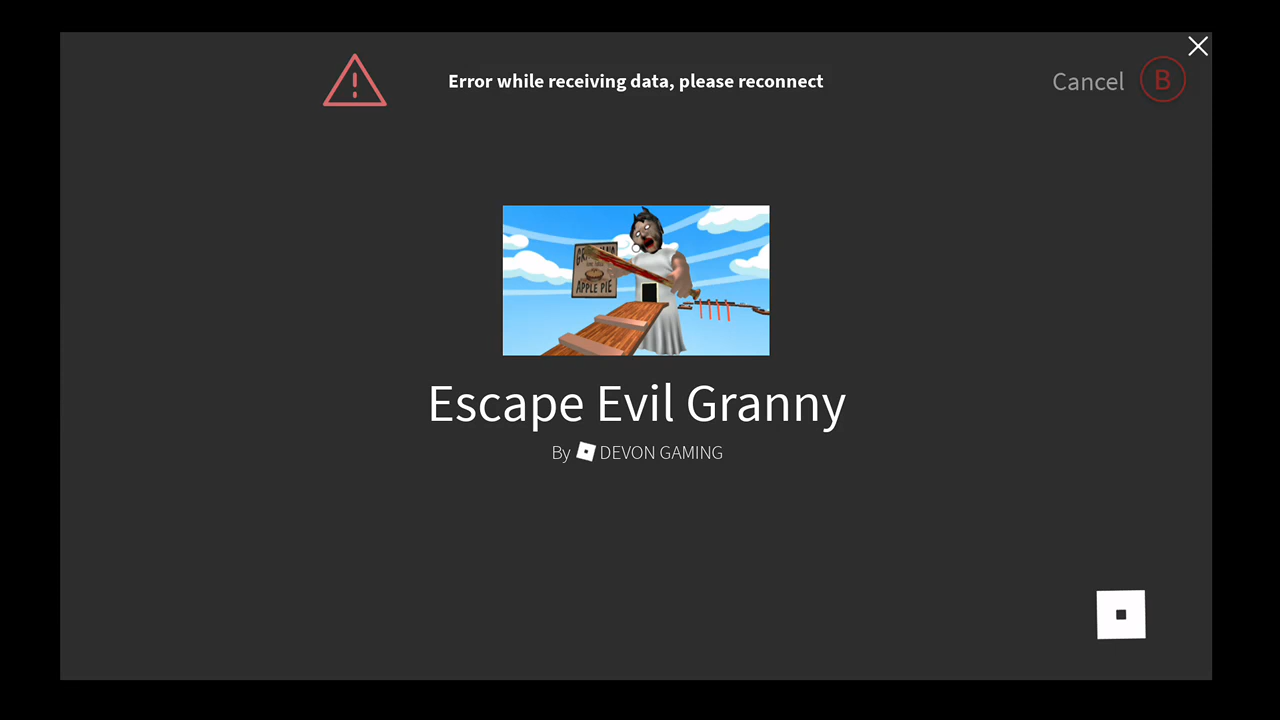 Error while receiving data, please reconnect
Cancel B
APPLE PIE
Escape Evil Granny
By DEVON GAMING